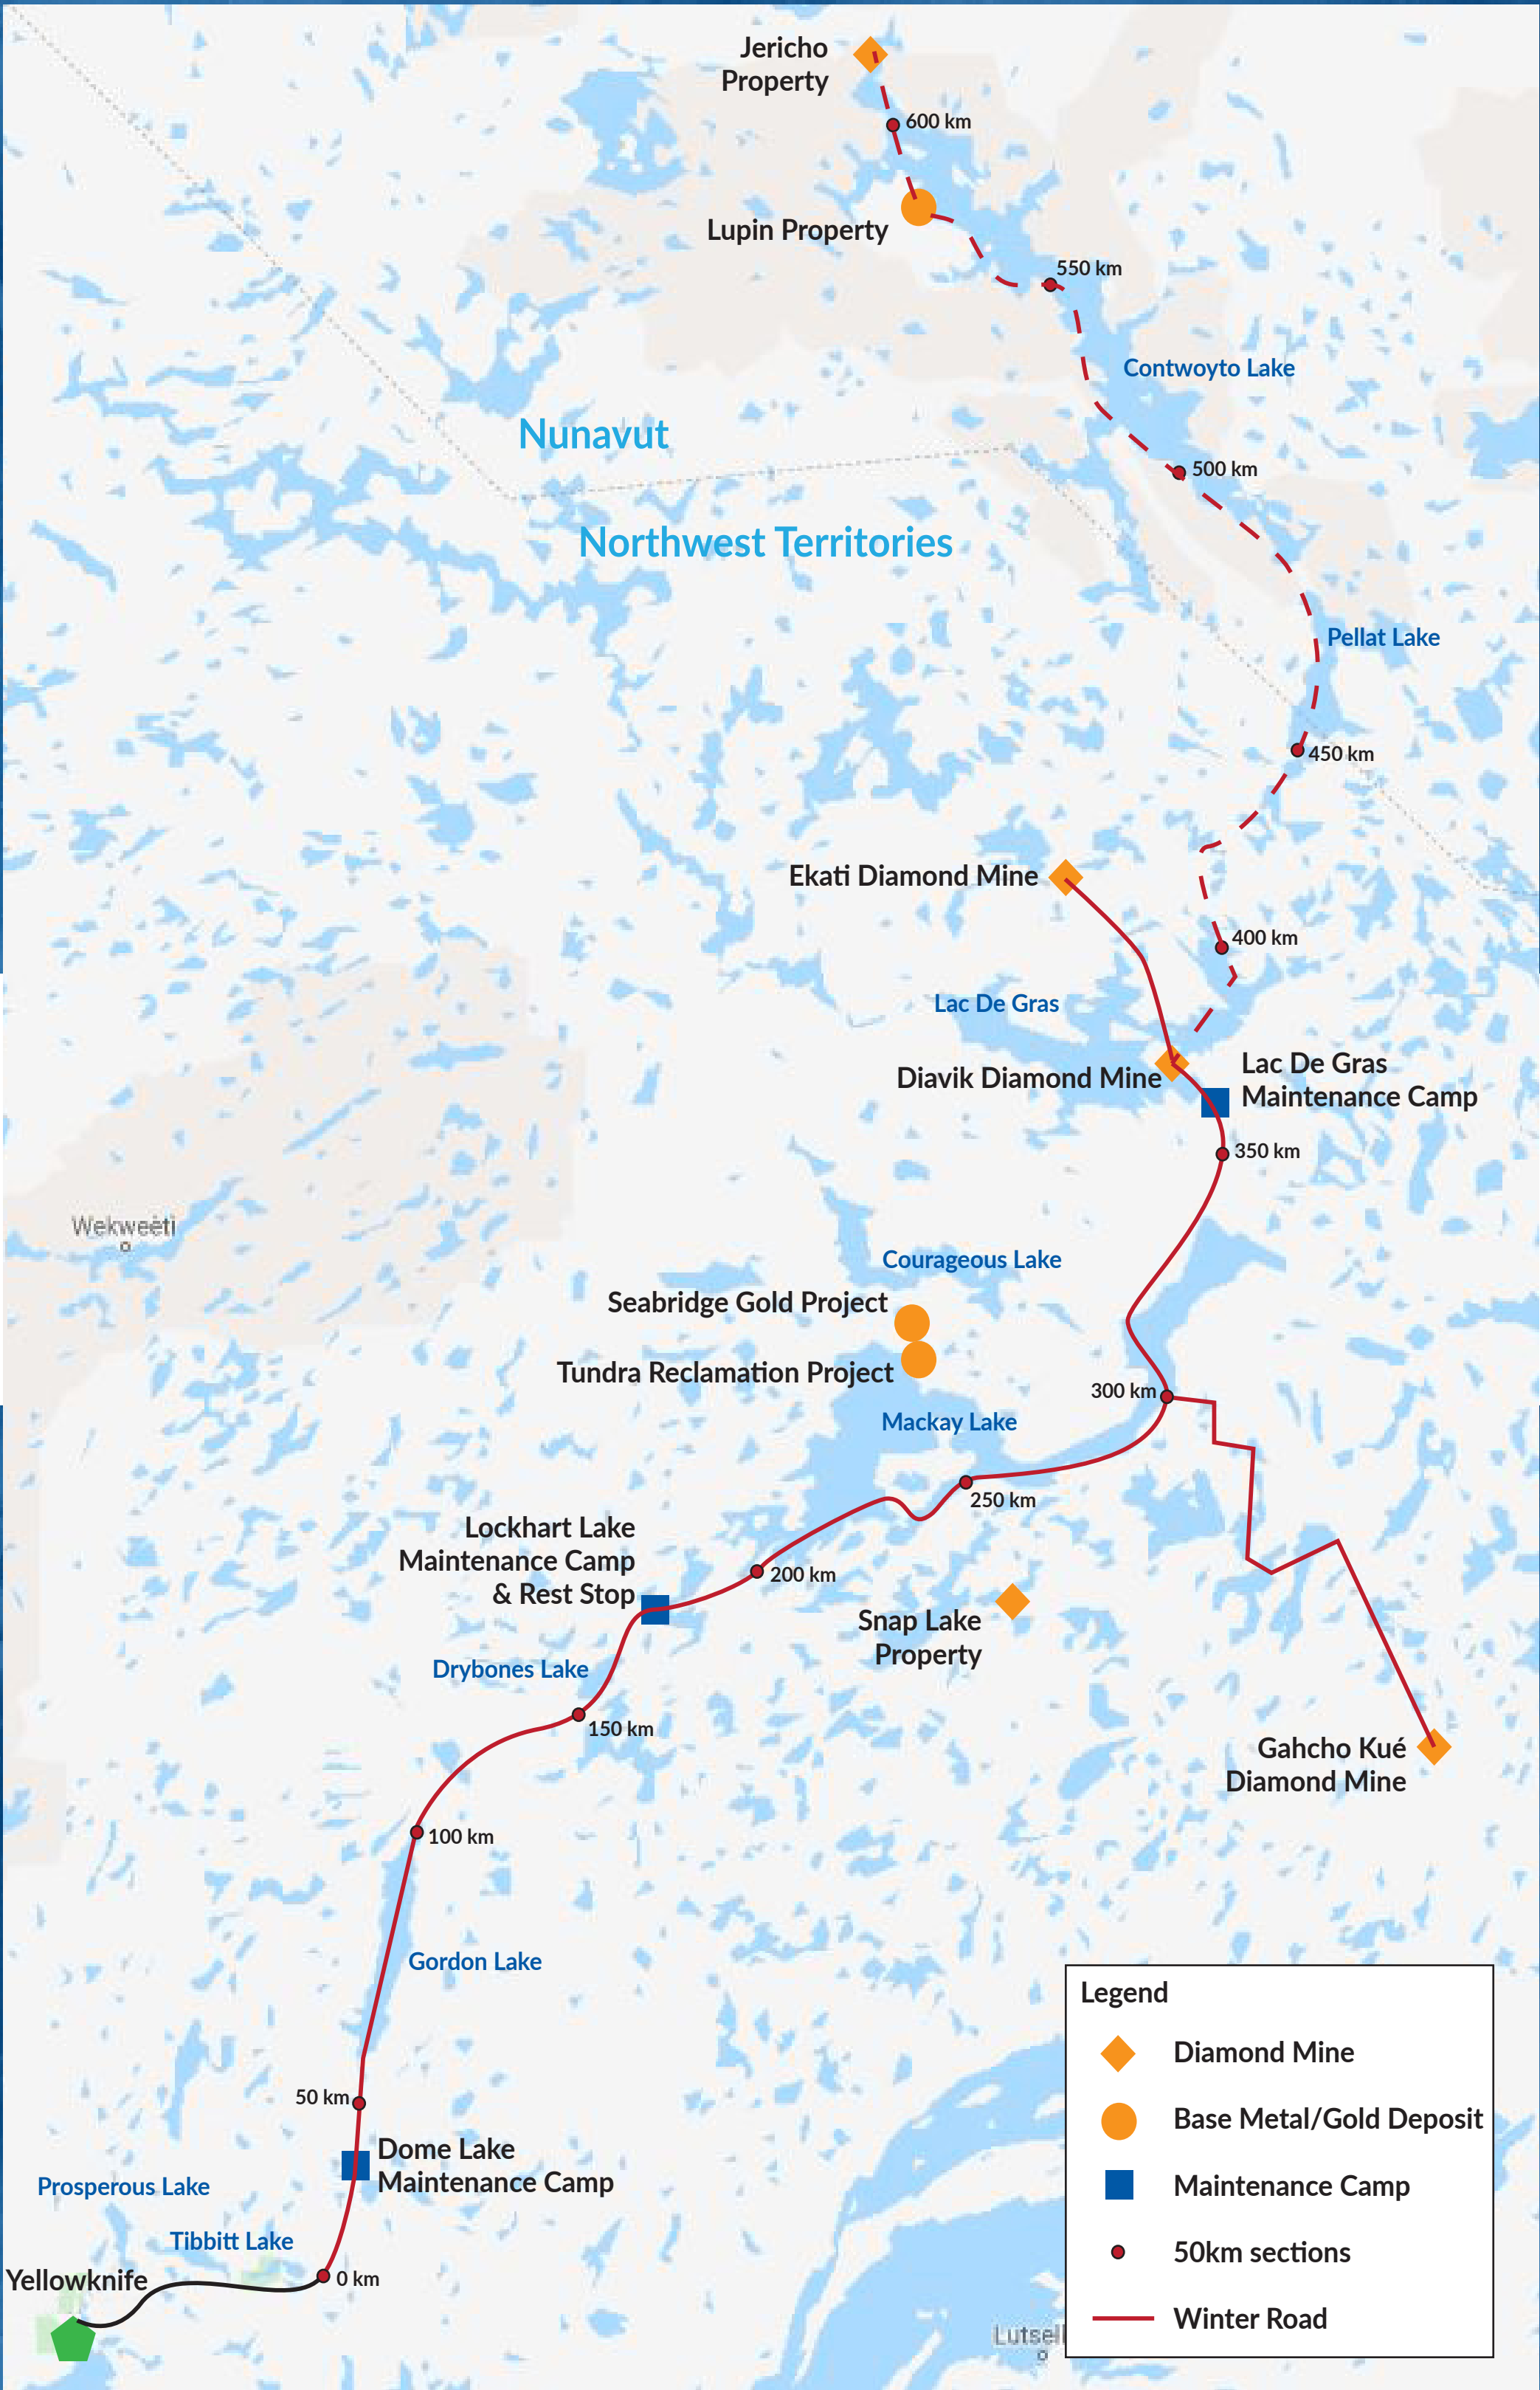 Jericho
Property
600 km
Lupin Property
550 km
Contwoyto Lake
Nunavut
500 km
Northwest Territories
Pellat Lake
450 km
Ekati Diamond Mine
400 km
Lac De Gras
Diavik Diamond Mine
Lac De Gras
Maintenance Camp
350 km
Wekweètì
Courageous Lake
Seabridge Gold Project
Tundra Reclamation Project
300 km
Mackay Lake
250 km
Lockhart Lake
Maintenance Camp
& Rest Stop
200 km
Snap Lake
Property
Drybones Lake
150 km
Gahcho Kué
Diamond Mine
100 km
Gordon Lake
50 km
Dome Lake
Maintenance Camp
Prosperous Lake
Tibbitt Lake
Yellowknife
0 km
Legend
Diamond Mine
Base Metal/Gold Deposit
Maintenance Camp
50km sections
Winter Road